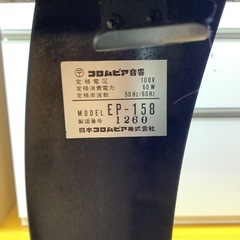 コロムビア音響
定格電圧 100V
定格消費電力 60W
定格周波数 50Hz/60Hz
MODEL EP-158
製造番号 1260
日本コロムビア株式会社